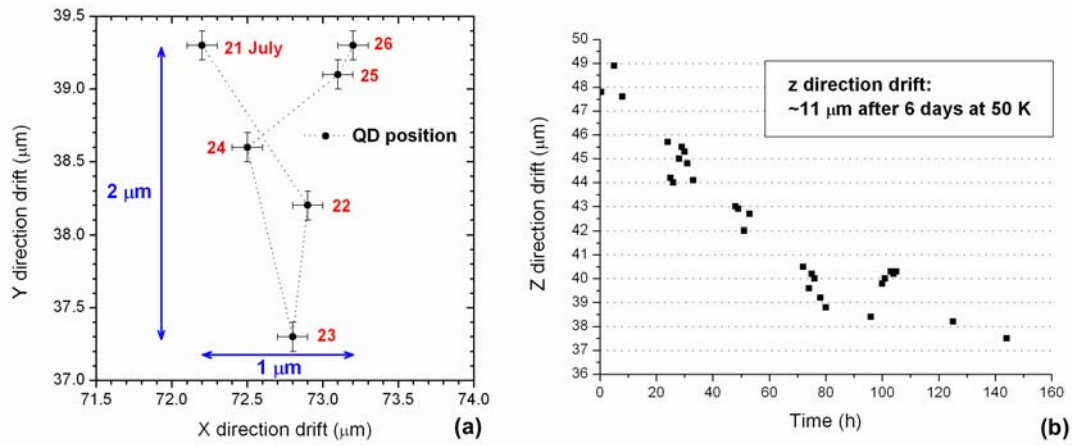 39.5
39.0
38.5
38.0
37.5
37.0
Y direction drift (μm)
21 July
26
25
24
22
23
QD position
2 μm
1 μm
71.5 72.0 72.5 73.0 73.5 74.0
X direction drift (μm)
(a)
50
49
48
47
46
45
44
43
42
41
40
39
38
37
36
Z direction drift (μm)
z direction drift:
~11 μm after 6 days at 50 K
0 20 40 60 80 100 120 140 160
Time (h)
(b)